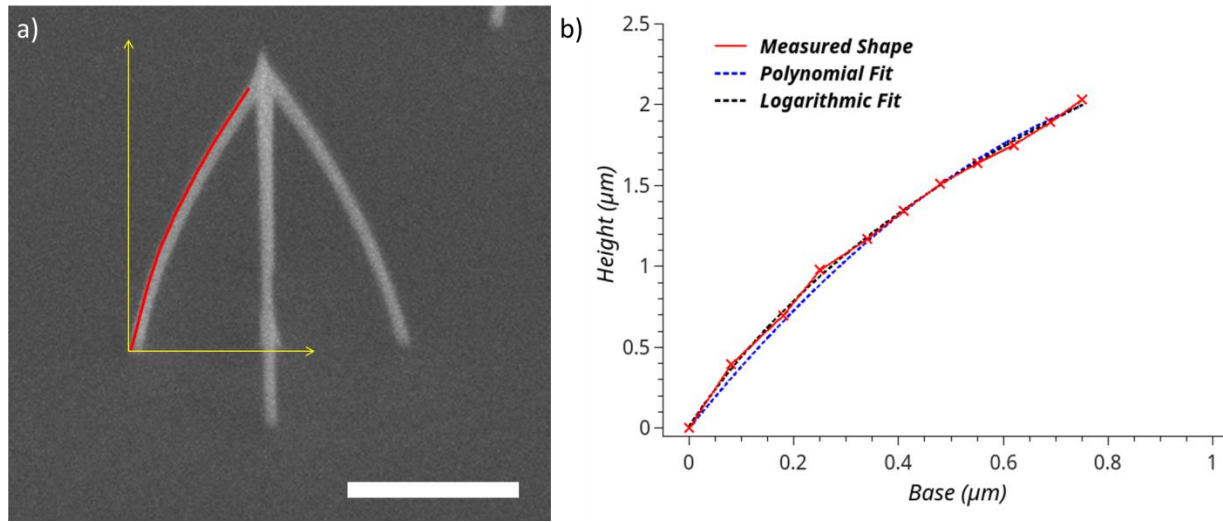 a)
b)
2.5
2
1.5
1
0.5
0
Height (µm)
Measured Shape
Polynomial Fit
Logarithmic Fit
0 0.2 0.4 0.6 0.8 1
Base (µm)